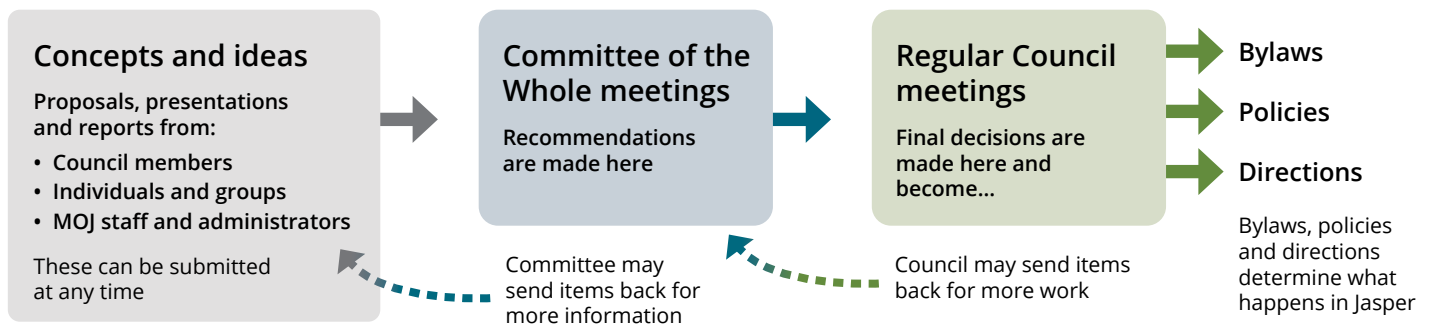 Concepts and ideas
Proposals, presentations
and reports from:
• Council members
• Individuals and groups
• MOJ staff and administrators
These can be submitted
at any time
Committee of the
Whole meetings
Recommendations
are made here
Committee may
send items back for
more information
Regular Council
meetings
Final decisions are
made here and
become...
Council may send items
back for more work
Bylaws
Policies
Directions
Bylaws, policies
and directions
determine what
happens in Jasper